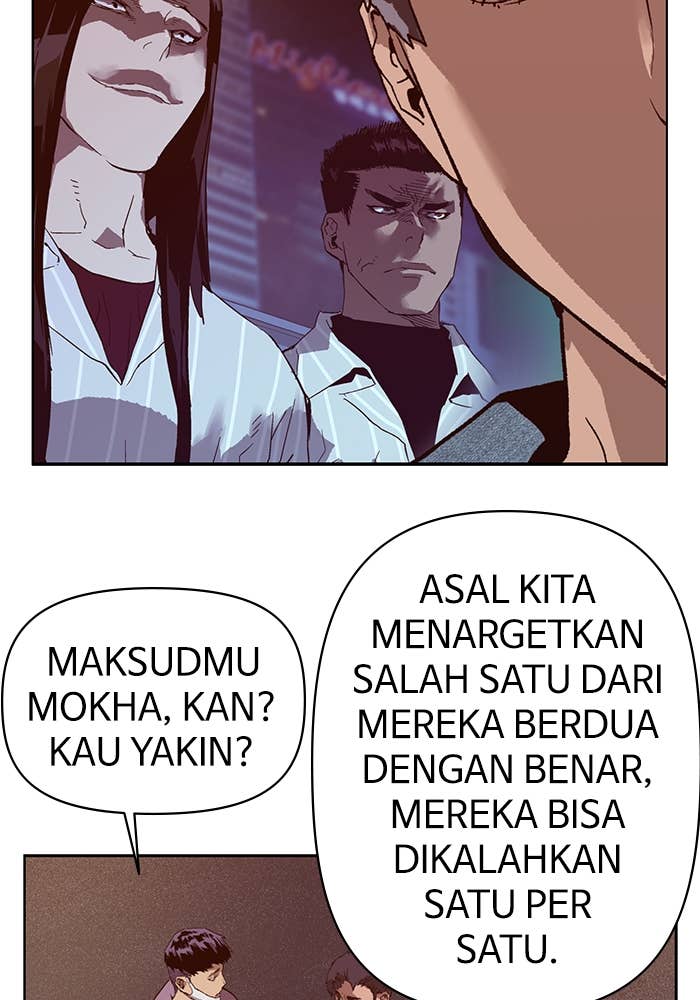 ASAL KITA
MENARGETKAN
SALAH SATU DARI
MEREKA BERDUA
DENGAN BENAR,
MEREKA BISA
DIKALAHKAN
SATU PER
SATU.
MAKSUDMU
MOKHA, KAN?
KAU YAKIN?